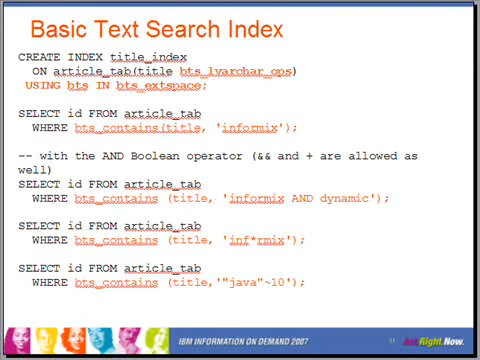 Basic Text Search Index
CREATE INDEX title_index
ON article_tab(title bts_lvarchar_ops)
USING bts IN bts_extspace;
SELECT id FROM article_tab
WHERE bts_contains(title, 'informix');
-- with the AND Boolean operator (&& and + are allowed as
well)
SELECT id FROM article_tab
WHERE bts_contains (title, 'informix AND dynamic');
SELECT id FROM article_tab
WHERE bts_contains (title, 'inf*rmix');
SELECT id FROM article_tab
WHERE bts_contains (title,'"java"~10');
IBM INFORMATION ON DEMAND 2007
Act.Right.Now.